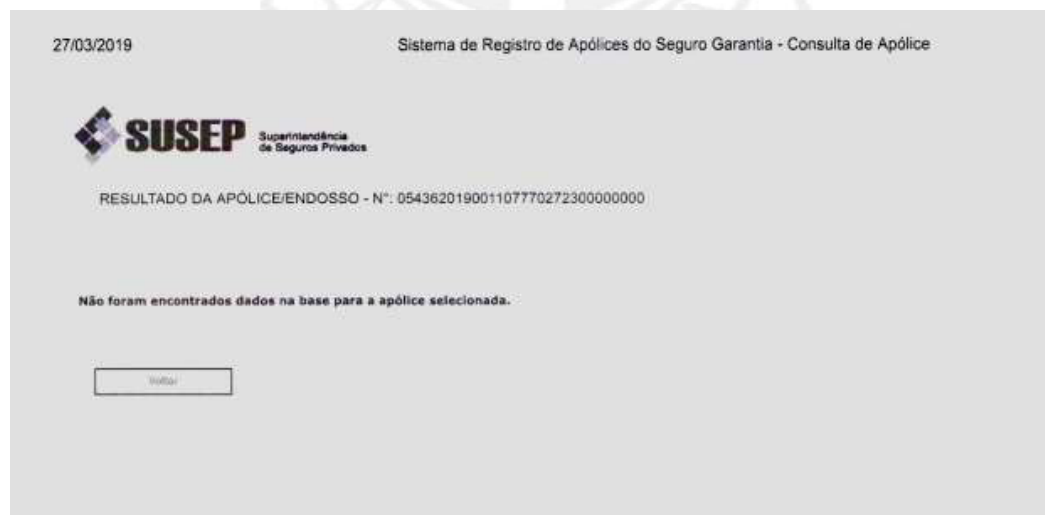 27/03/2019 Sistema de Registro de Apólices do Seguro Garantia - Consulta de Apólice
SUSEP Superintendência
de Seguros Privados
RESULTADO DA APÓLICE/ENDOSSO - N°: 0543620190011077702723000000000
Não foram encontrados dados na base para a apólice selecionada.
Voltar